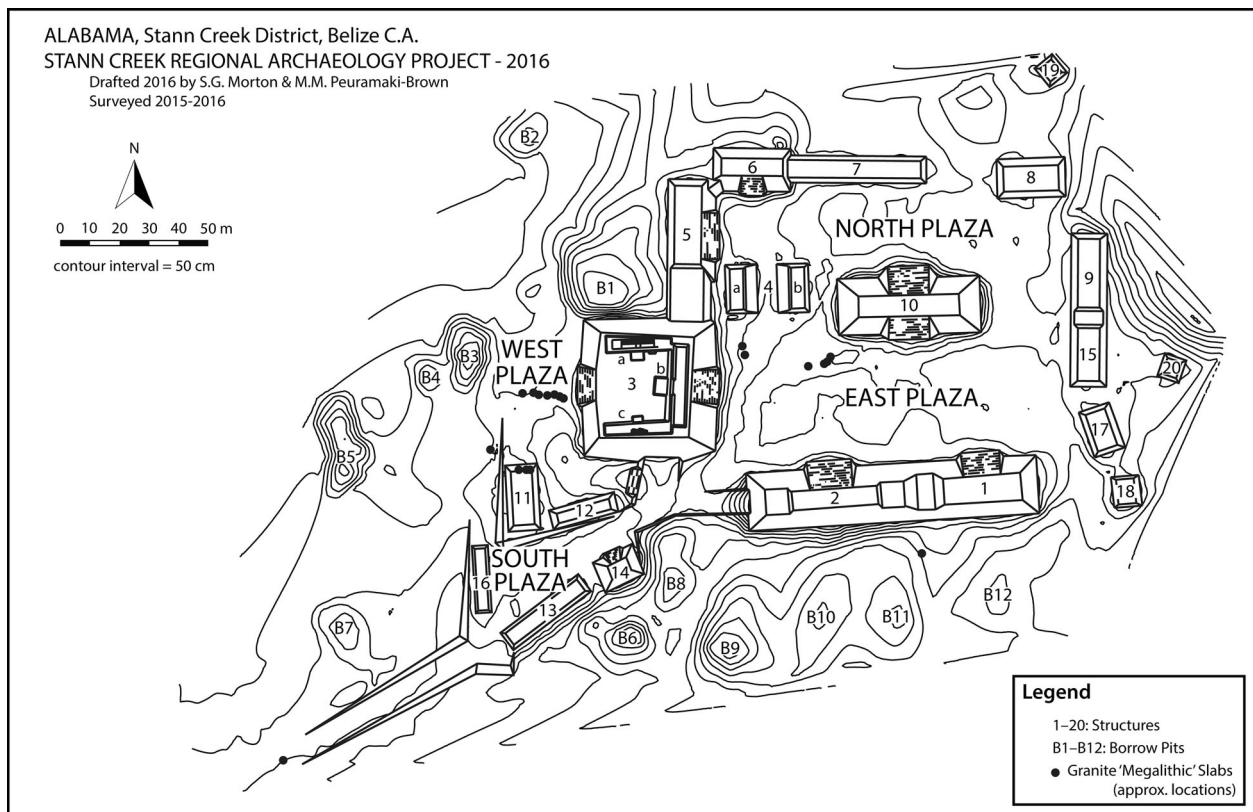 ALABAMA, Stann Creek District, Belize C.A.
STANN CREEK REGIONAL ARCHAEOLOGY PROJECT - 2016
Drafted 2016 by S.G. Morton & M.M. Peuramaki-Brown
Surveyed 2015-2016
N
0 10 20 30 40 50 m
contour interval = 50 cm
19
B2
6
7
8
5
NORTH PLAZA
9
B1
a
4
b
10
B3
B4
WEST
PLAZA
a
b
3
c
15
20
EAST PLAZA
17
B5
11
12
2
1
18
SOUTH
PLAZA
16
14
13
B8
B7
B6
B9
B10
B11
B12
Legend
1–20: Structures
B1–B12: Borrow Pits
● Granite 'Megalithic' Slabs
(approx. locations)